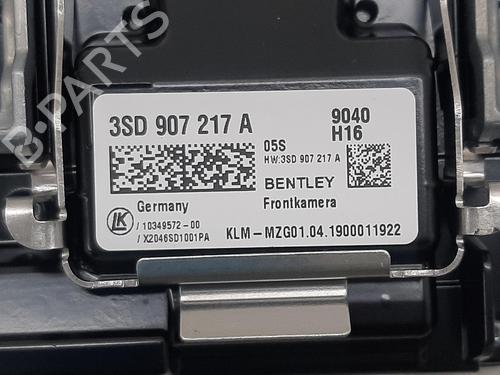 B-PARTS
3SD 907 217 A
9040
H16
05S
HW:3SD 907 217 A
BENTLEY
Germany
Frontkamera
LK
/ 10349572-00
/ X2046SD1001PA
KLM-MZG01.04.1900011922